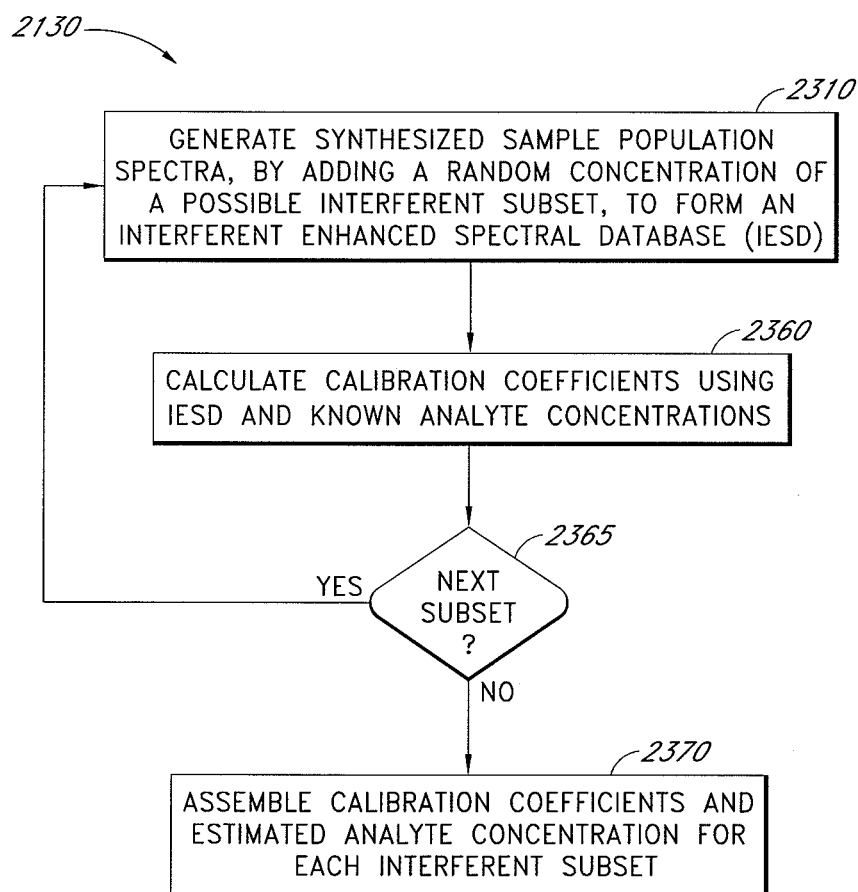 2130
2310
GENERATE SYNTHESIZED SAMPLE POPULATION
SPECTRA, BY ADDING A RANDOM CONCENTRATION OF
A POSSIBLE INTERFERENT SUBSET, TO FORM AN
INTERFERENT ENHANCED SPECTRAL DATABASE (IESD)
2360
CALCULATE CALIBRATION COEFFICIENTS USING
IESD AND KNOWN ANALYTE CONCENTRATIONS
2365
YES
NEXT
SUBSET
?
NO
2370
ASSEMBLE CALIBRATION COEFFICIENTS AND
ESTIMATED ANALYTE CONCENTRATION FOR
EACH INTERFERENT SUBSET